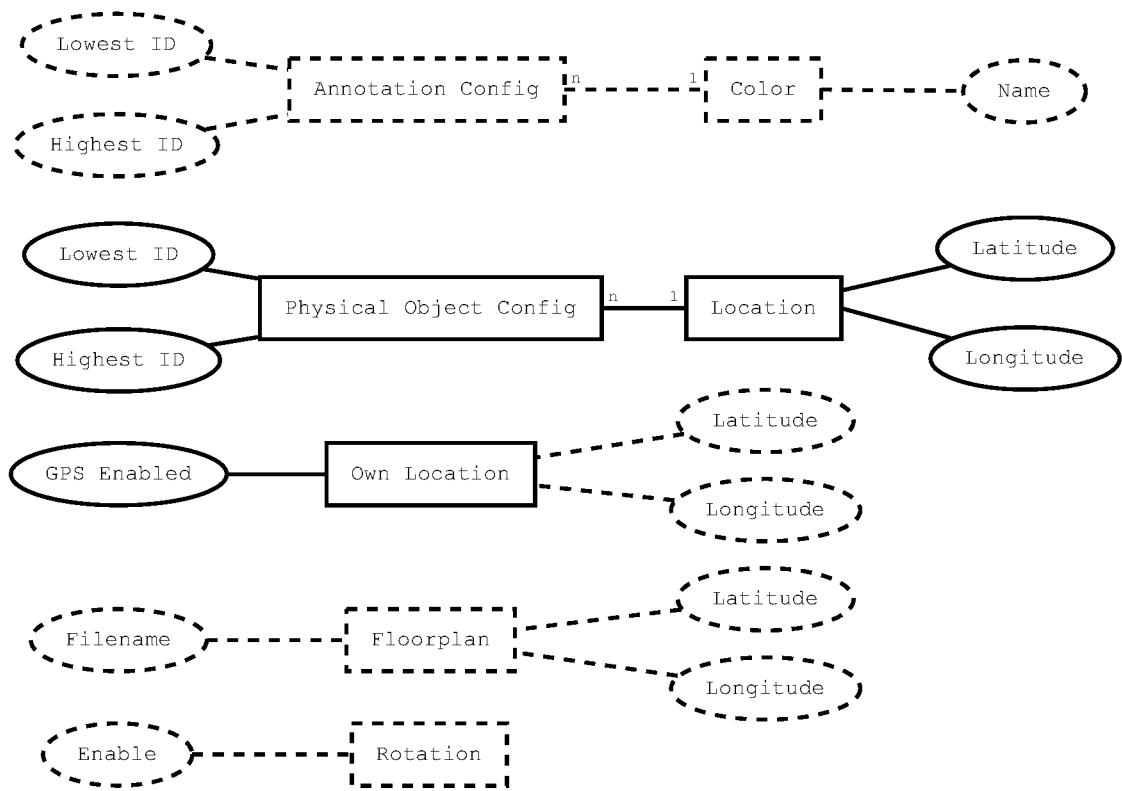 Lowest ID
Highest ID
Annotation Config
n
1
Color
Name
Lowest ID
Highest ID
Physical Object Config
n
1
Location
Latitude
Longitude
GPS Enabled
Own Location
Latitude
Longitude
Filename
Floorplan
Latitude
Longitude
Enable
Rotation